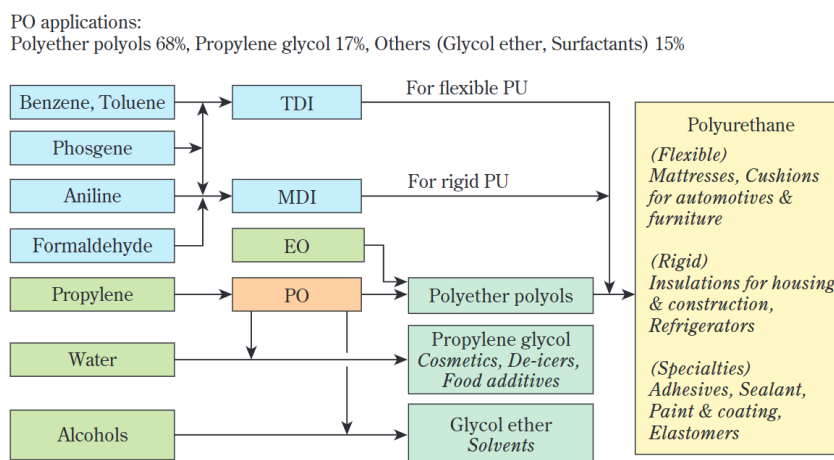 PO applications:
Polyether polyols 68%, Propylene glycol 17%, Others (Glycol ether, Surfactants) 15%
Benzene, Toluene
TDI
For flexible PU
Phosgene
Aniline
MDI
For rigid PU
Formaldehyde
EO
Propylene
PO
Polyether polyols
Water
Propylene glycol
Cosmetics, De-icers,
Food additives
Alcohols
Glycol ether
Solvents
Polyurethane
(Flexible)
Mattresses, Cushions
for automotives &
furniture
(Rigid)
Insulations for housing
& construction,
Refrigerators
(Specialties)
Adhesives, Sealant,
Paint & coating,
Elastomers